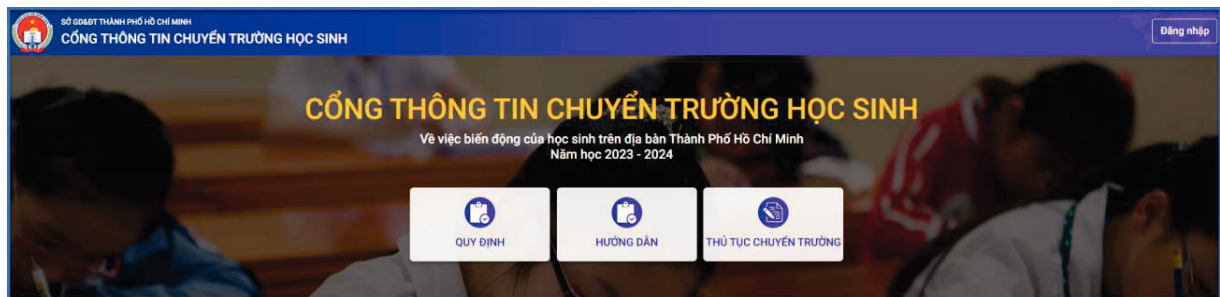 SỞ GD&ĐT THÀNH PHỐ HỒ CHÍ MINH
CỔNG THÔNG TIN CHUYỂN TRƯỜNG HỌC SINH
Đăng nhập
CỔNG THÔNG TIN CHUYỂN TRƯỜNG HỌC SINH
Về việc biến động của học sinh trên địa bàn Thành Phố Hồ Chí Minh
Năm học 2023 - 2024
QUY ĐỊNH
HƯỚNG DẪN
THỦ TỤC CHUYỂN TRƯỜNG